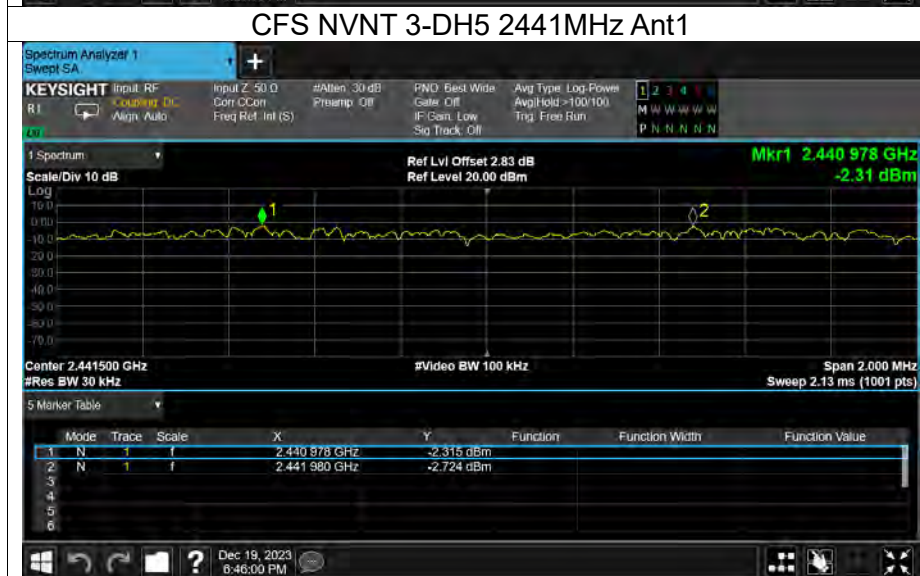 CFS NVNT 3-DH5 2441MHz Ant1
Spectrum Analyzer 1
Swept SA
+
KEYSIGHT Input: RF Input Z: 50 Ω #Atten: 30 dB PNO: Best Wide Avg Type: Log-Power 1 2 3 4
R1 Coupling: DC Corr CCorr Preamp: Off Gate: Off Avg|Hold: >100/100 M W W W W W
Align: Auto Freq Ref: Int (S) IF Gain: Low Trig: Free Run
Sig Track: Off P N N N N N
1 Spectrum Ref Lvl Offset 2.83 dB Mkr1 2.440 978 GHz
Scale/Div 10 dB Ref Level 20.00 dBm -2.31 dBm
Log
10.0
0.00
-10.0
-20.0
-30.0
-40.0
-50.0
-60.0
-70.0
1
2
Center 2.441500 GHz #Video BW 100 kHz Span 2.000 MHz
#Res BW 30 kHz Sweep 2.13 ms (1001 pts)
5 Marker Table
Mode Trace Scale X Y Function Function Width Function Value
1 N 1 f 2.440 978 GHz -2.315 dBm
2 N 1 f 2.441 980 GHz -2.724 dBm
3
4
5
6
? Dec 19, 2023
6:46:00 PM